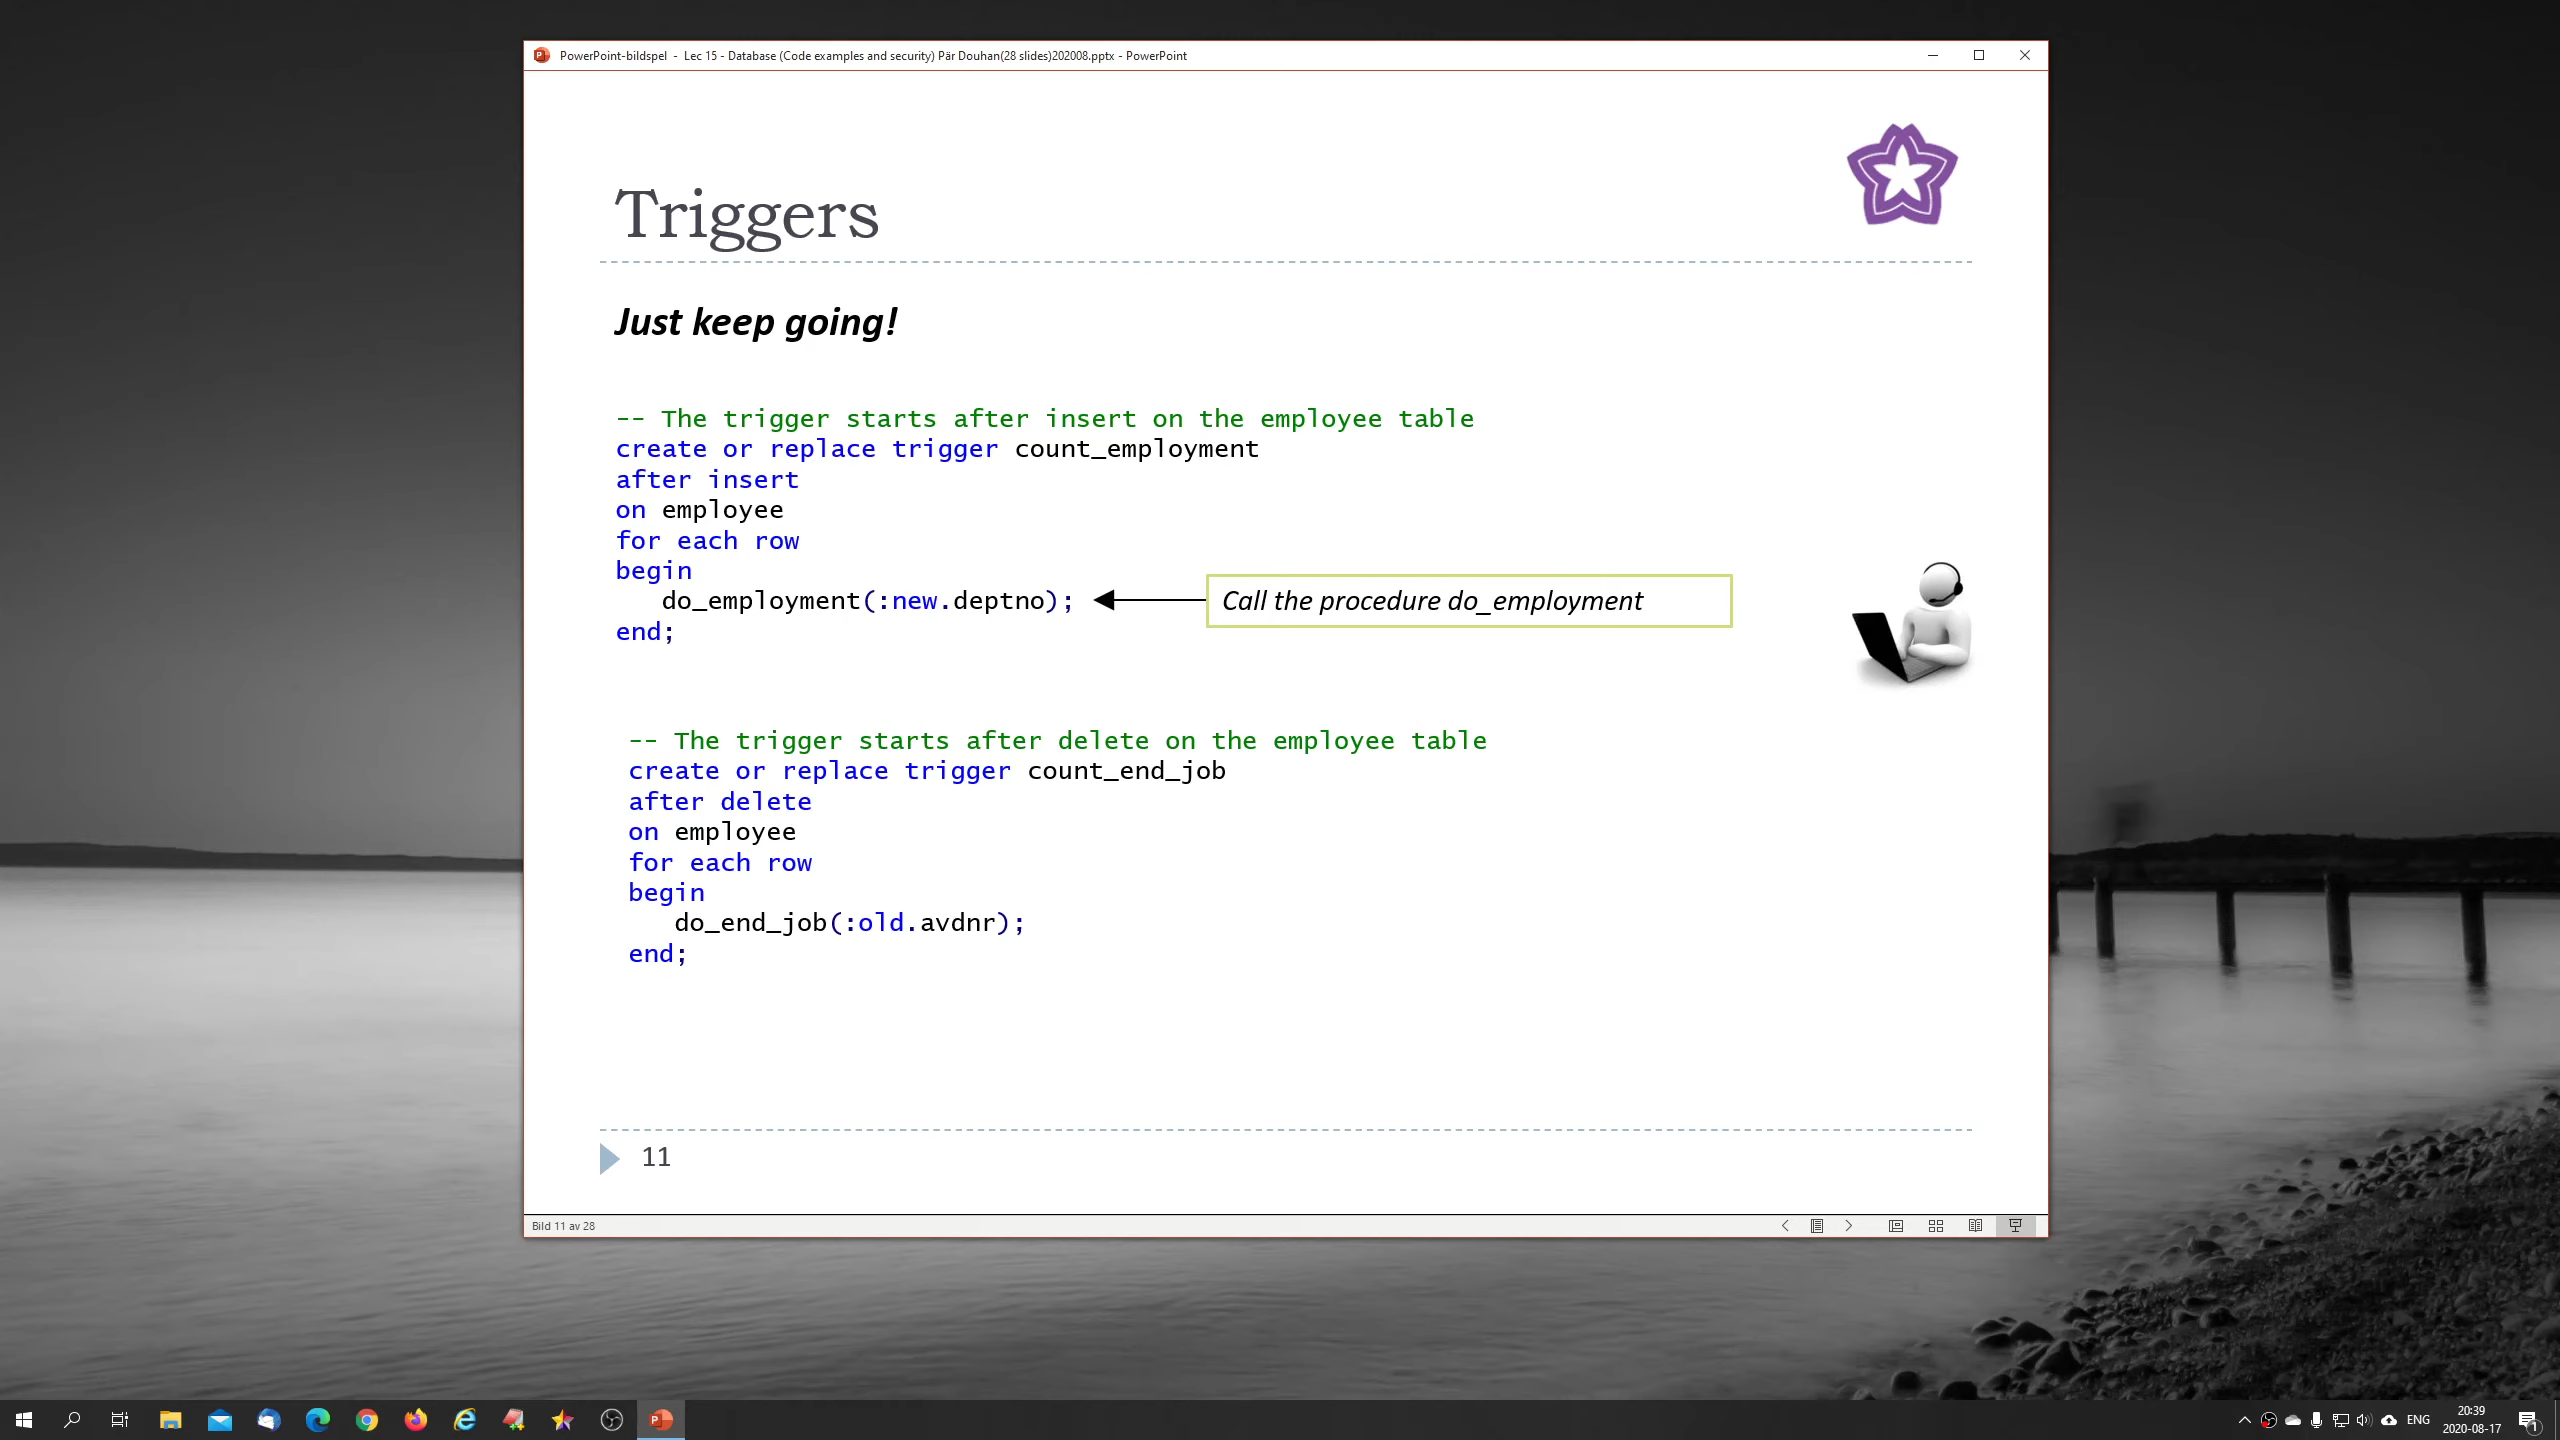 PowerPoint-bildspel - Lec 15 - Database (Code examples and security) Pär Douhan(28 slides)202008.pptx - PowerPoint
Triggers
Just keep going!
-- The trigger starts after insert on the employee table
create or replace trigger count_employment
after insert
on employee
for each row
begin
do_employment(:new.deptno);
Call the procedure do_employment
end;
-- The trigger starts after delete on the employee table
create or replace trigger count_end_job
after delete
on employee
for each row
begin
do_end_job(:old.avdnr);
end;
11
Bild 11 av 28
ENG
20:39
2020-08-17
1